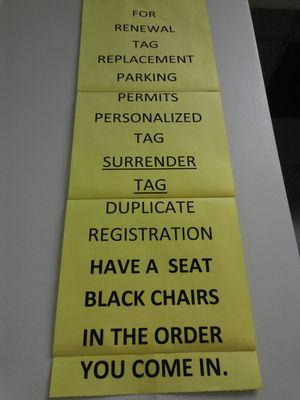 FOR
RENEWAL
TAG
REPLACEMENT
PARKING
PERMITS
PERSONALIZED
TAG
SURRENDER
TAG
DUPLICATE
REGISTRATION
HAVE A SEAT
BLACK CHAIRS
IN THE ORDER
YOU COME IN.